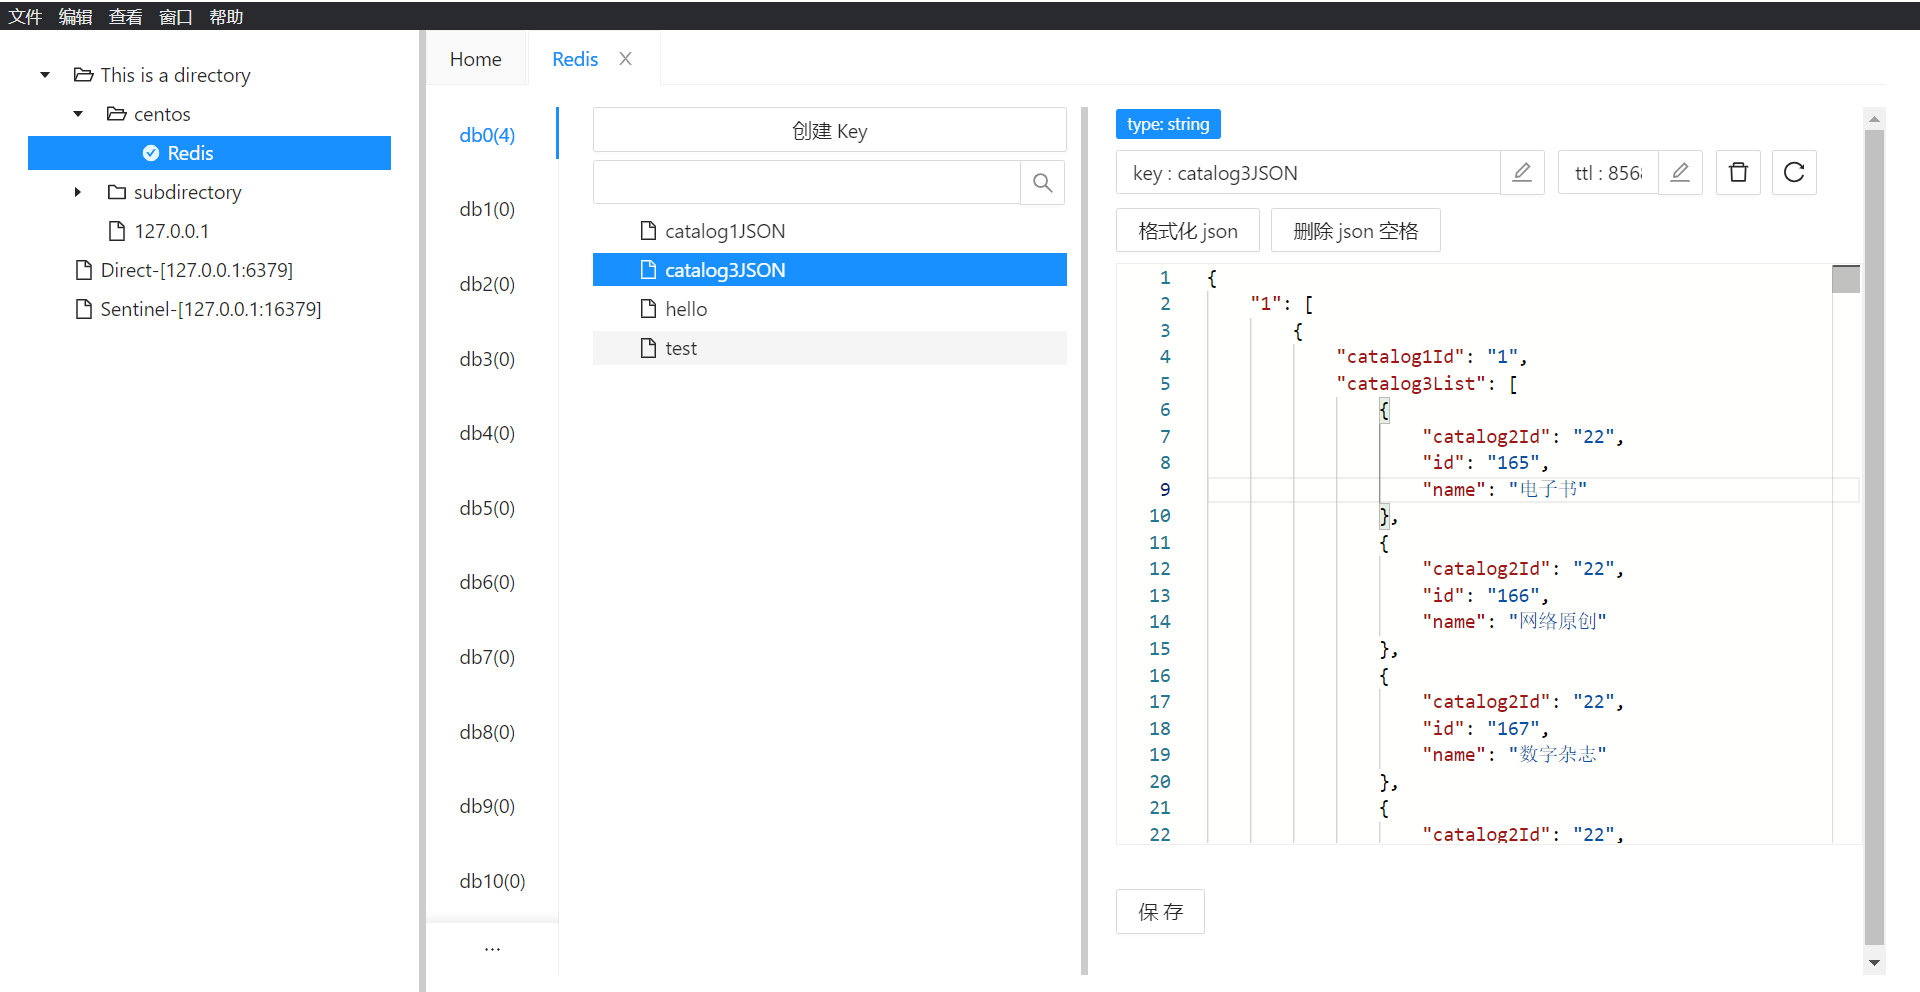 文件 编辑 查看 窗口 帮助
This is a directory
centos
Redis
subdirectory
127.0.0.1
Direct-[127.0.0.1:6379]
Sentinel-[127.0.0.1:16379]
Home Redis
db0(4)
db1(0)
db2(0)
db3(0)
db4(0)
db5(0)
db6(0)
db7(0)
db8(0)
db9(0)
db10(0)
...
创建 Key
catalog1JSON
catalog3JSON
hello
test
type: string
key : catalog3JSON ttl : 856
格式化 json 删除 json 空格
1 {
2 "1": [
3 {
4 "catalog1Id": "1",
5 "catalog3List": [
6 {
7 "catalog2Id": "22",
8 "id": "165",
9 "name": "电子书"
10 },
11 {
12 "catalog2Id": "22",
13 "id": "166",
14 "name": "网络原创"
15 },
16 {
17 "catalog2Id": "22",
18 "id": "167",
19 "name": "数字杂志"
20 },
21 {
22 "catalog2Id": "22",
保 存